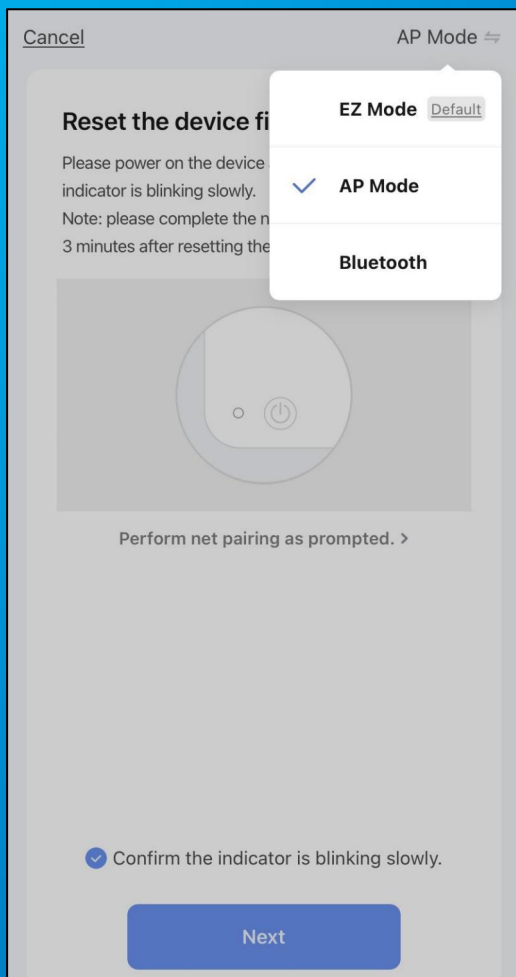 Cancel
AP Mode
EZ Mode Default
AP Mode
Bluetooth
Reset the device fi
Please power on the device
indicator is blinking slowly.
Note: please complete the n
3 minutes after resetting the
Perform net pairing as prompted. >
Confirm the indicator is blinking slowly.
Next